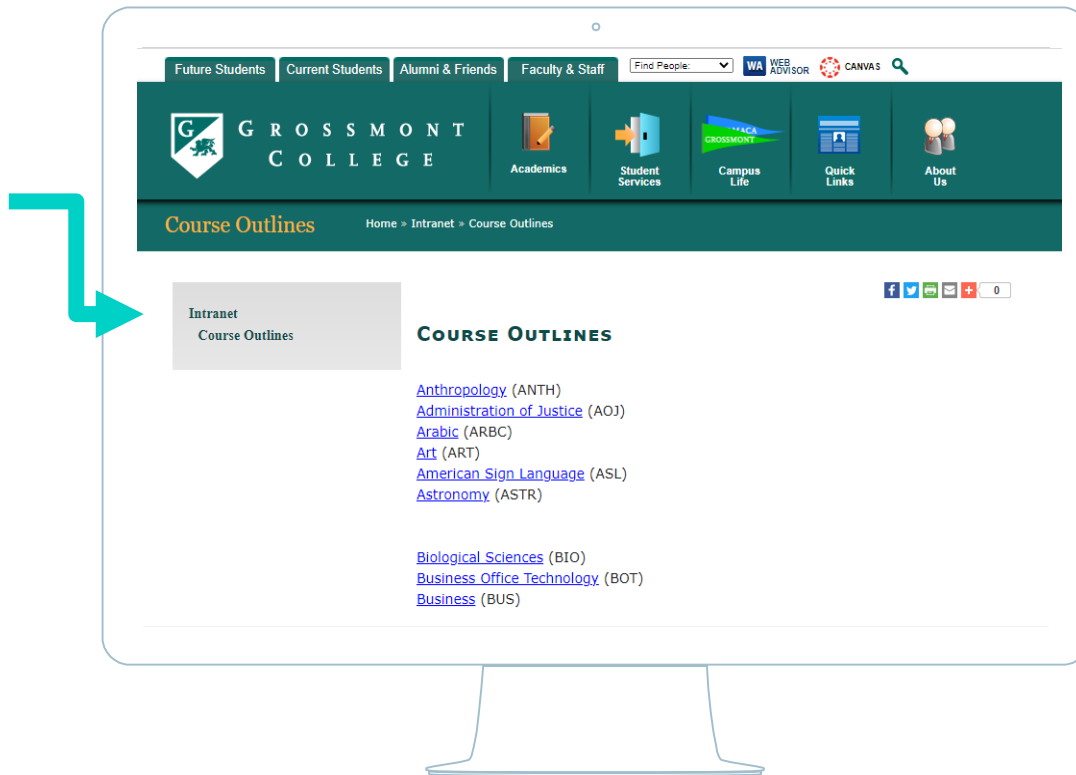 Future Students Current Students Alumni & Friends Faculty & Staff Find People: WA WEB ADVISOR CANVAS
G GROSSMONT COLLEGE
GROSSMONT
Academics
Student Services
Campus Life
Quick Links
About Us
Course Outlines Home » Intranet » Course Outlines
0
Intranet
Course Outlines
COURSE OUTLINES
Anthropology (ANTH)
Administration of Justice (AOJ)
Arabic (ARBC)
Art (ART)
American Sign Language (ASL)
Astronomy (ASTR)
Biological Sciences (BIO)
Business Office Technology (BOT)
Business (BUS)